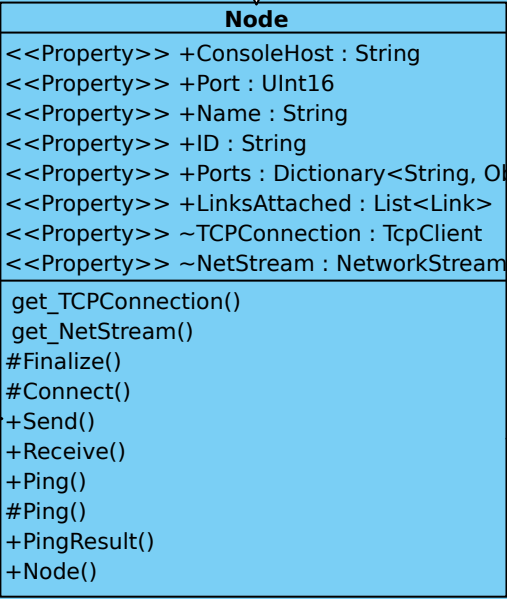 Node
<<Property>> +ConsoleHost : String
<<Property>> +Port : UInt16
<<Property>> +Name : String
<<Property>> +ID : String
<<Property>> +Ports : Dictionary<String, Ob
<<Property>> +LinksAttached : List<Link>
<<Property>> ~TCPConnection : TcpClient
<<Property>> ~NetStream : NetworkStream
get_TCPConnection()
get_NetStream()
#Finalize()
#Connect()
+Send()
+Receive()
+Ping()
#Ping()
+PingResult()
+Node()